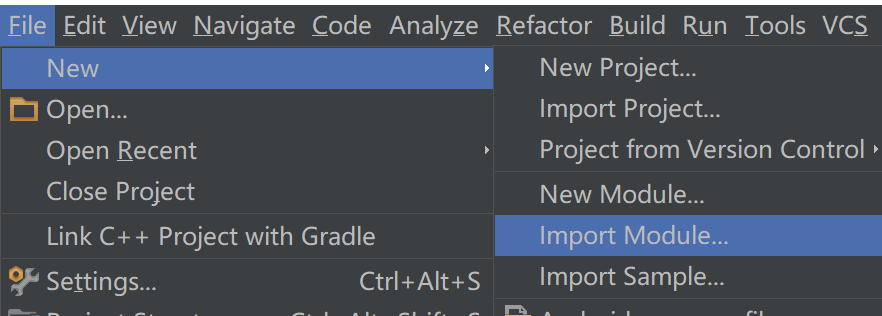 File Edit View Navigate Code Analyze Refactor Build Run Tools VCS
New
Open...
Open Recent
Close Project
Link C++ Project with Gradle
Settings... Ctrl+Alt+S
New Project...
Import Project...
Project from Version Control
New Module...
Import Module...
Import Sample...